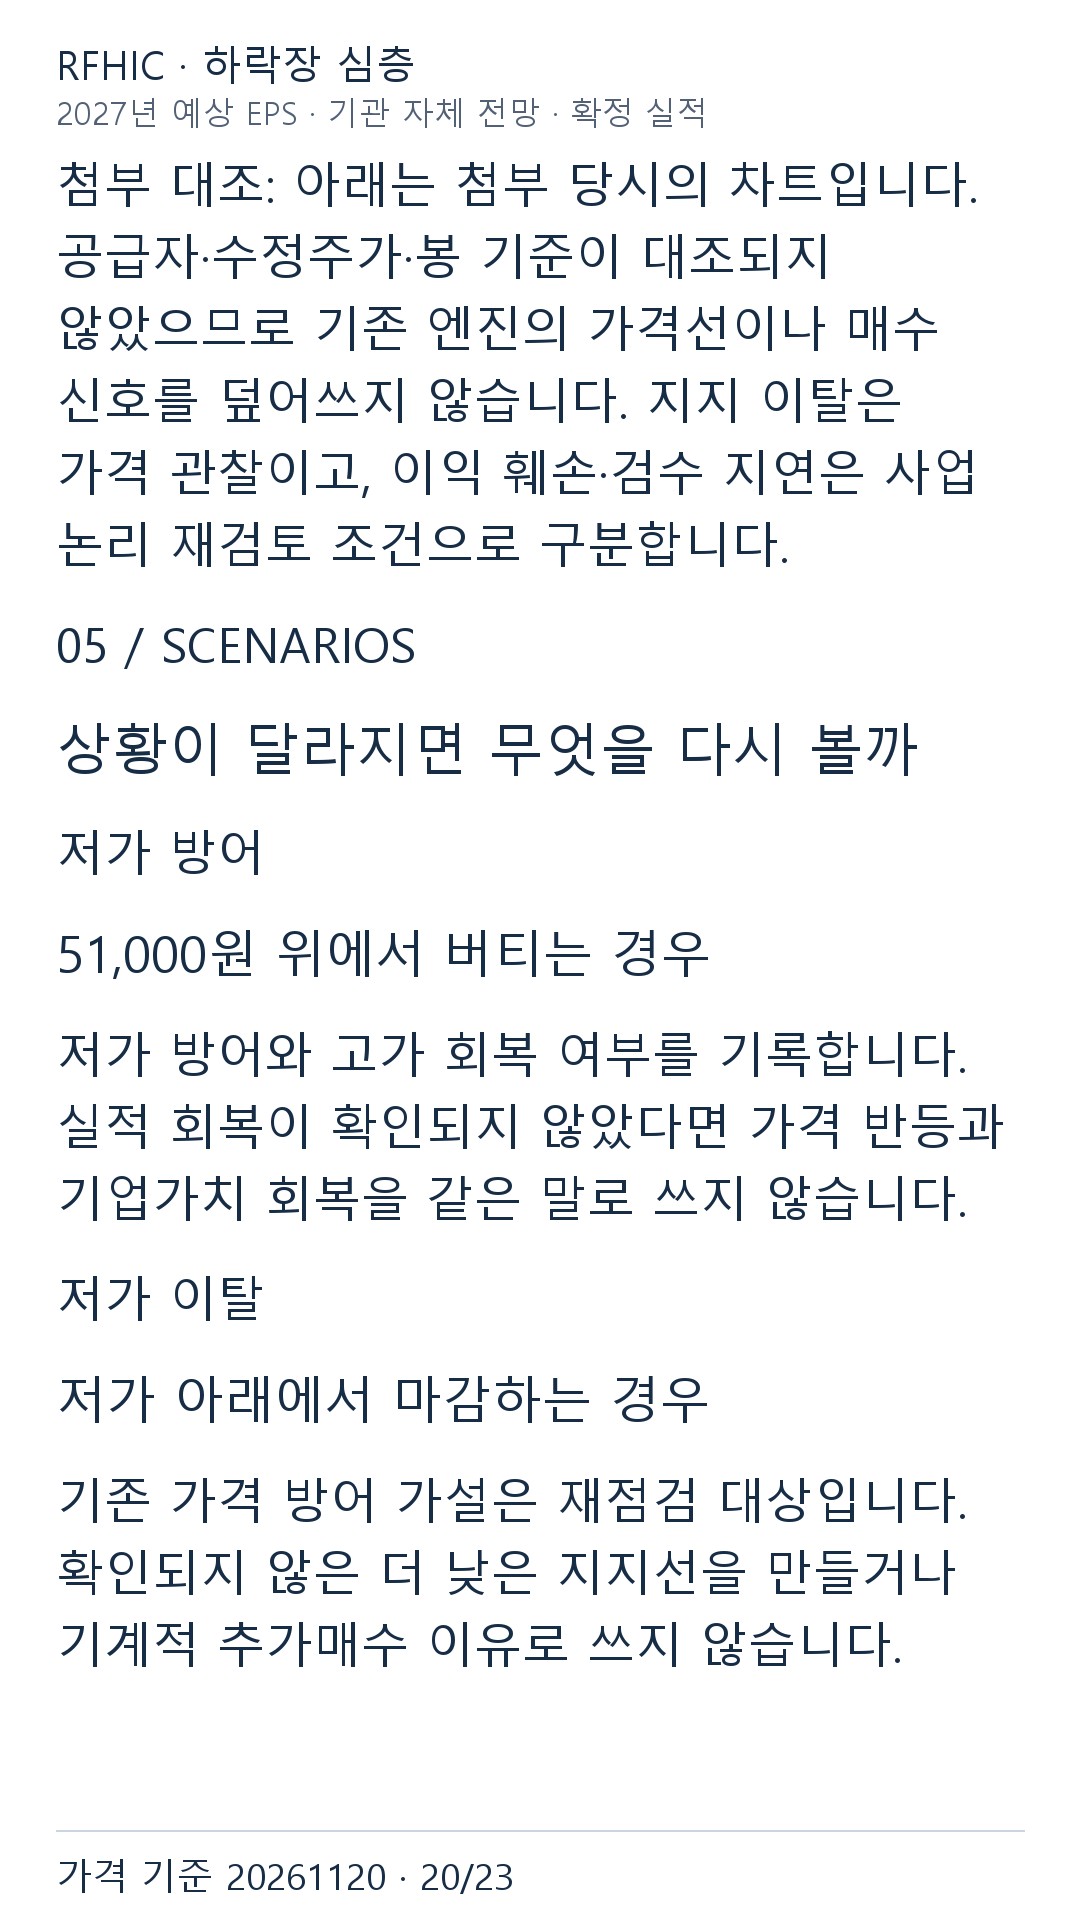 RFHIC · 하락장 심층
2027년 예상 EPS · 기관 자체 전망 · 확정 실적
첨부 대조: 아래는 첨부 당시의 차트입니다.
공급자·수정주가·봉 기준이 대조되지
않았으므로 기존 엔진의 가격선이나 매수
신호를 덮어쓰지 않습니다. 지지 이탈은
가격 관찰이고, 이익 훼손·검수 지연은 사업
논리 재검토 조건으로 구분합니다.
05 / SCENARIOS
상황이 달라지면 무엇을 다시 볼까
저가 방어
51,000원 위에서 버티는 경우
저가 방어와 고가 회복 여부를 기록합니다.
실적 회복이 확인되지 않았다면 가격 반등과
기업가치 회복을 같은 말로 쓰지 않습니다.
저가 이탈
저가 아래에서 마감하는 경우
기존 가격 방어 가설은 재점검 대상입니다.
확인되지 않은 더 낮은 지지선을 만들거나
기계적 추가매수 이유로 쓰지 않습니다.
가격 기준 20261120 · 20/23